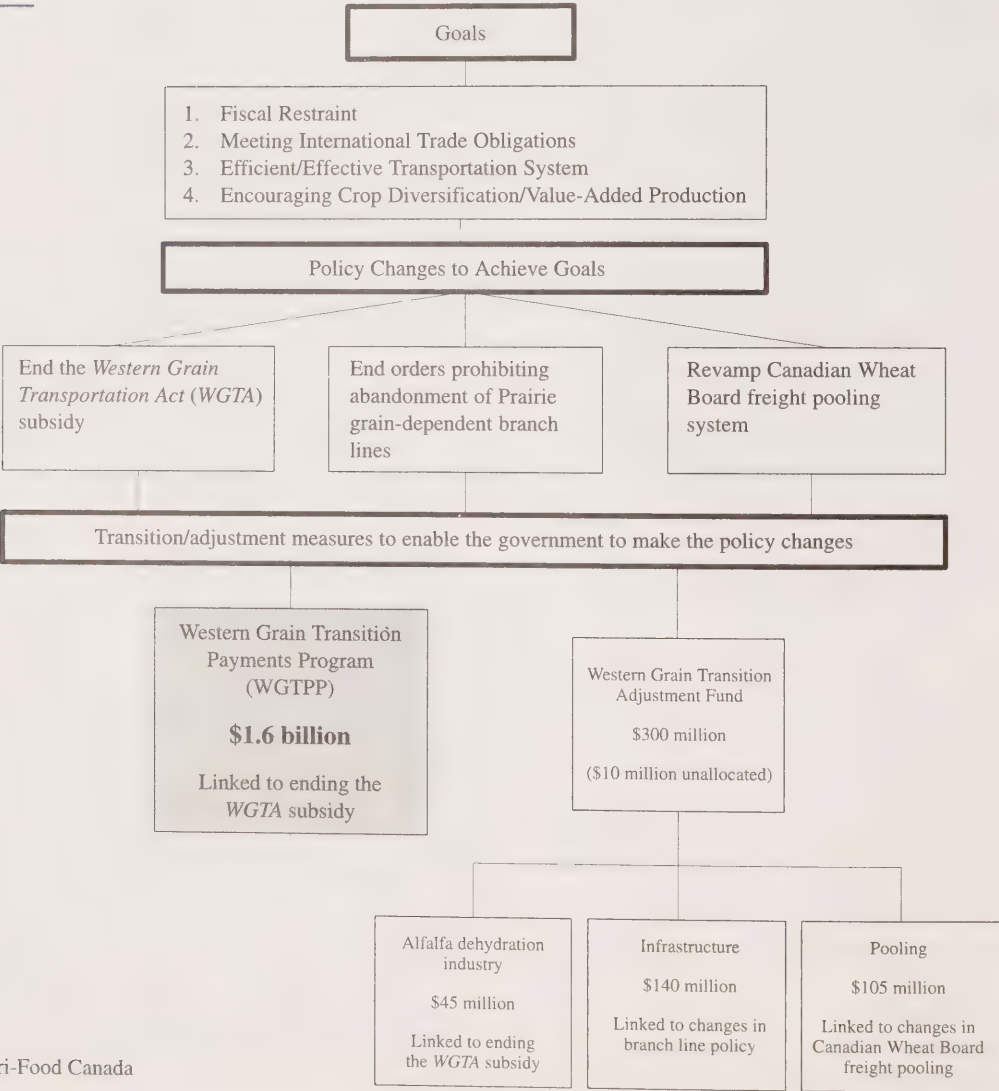 Goals
1. Fiscal Restraint
2. Meeting International Trade Obligations
3. Efficient/Effective Transportation System
4. Encouraging Crop Diversification/Value-Added Production
Policy Changes to Achieve Goals
End the Western Grain
Transportation Act (WGTA)
subsidy
End orders prohibiting
abandonment of Prairie
grain-dependent branch
lines
Revamp Canadian Wheat
Board freight pooling
system
Transition/adjustment measures to enable the government to make the policy changes
Western Grain Transition
Payments Program
(WGTPP)
$1.6 billion
Linked to ending the
WGTA subsidy
Western Grain Transition
Adjustment Fund
$300 million
($10 million unallocated)
Alfalfa dehydration
industry
$45 million
Linked to ending
the WGTA subsidy
Infrastructure
$140 million
Linked to changes in
branch line policy
Pooling
$105 million
Linked to changes in
Canadian Wheat Board
freight pooling
ri-Food Canada